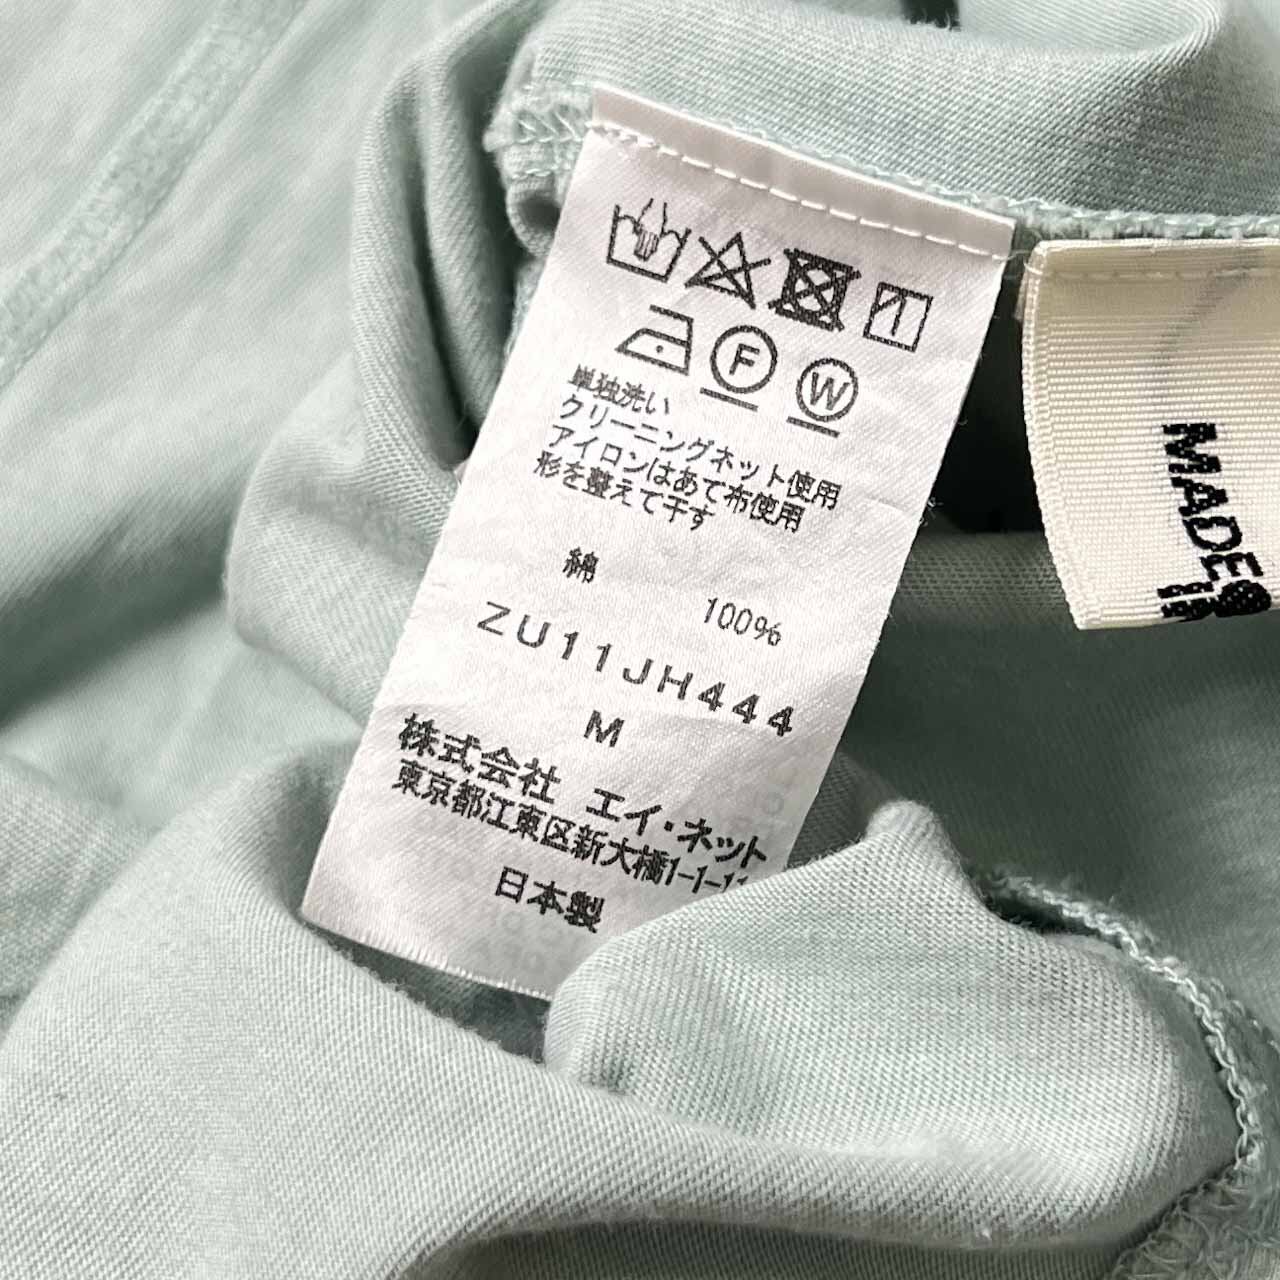 F
W
単独洗い
クリーニングネット使用
アイロンはあて布使用
形を整えて干す
綿
100%
ZU11JH444
M
株式会社 エイ・ネット
東京都江東区新大橋1-1-11
日本製
MADE
IN